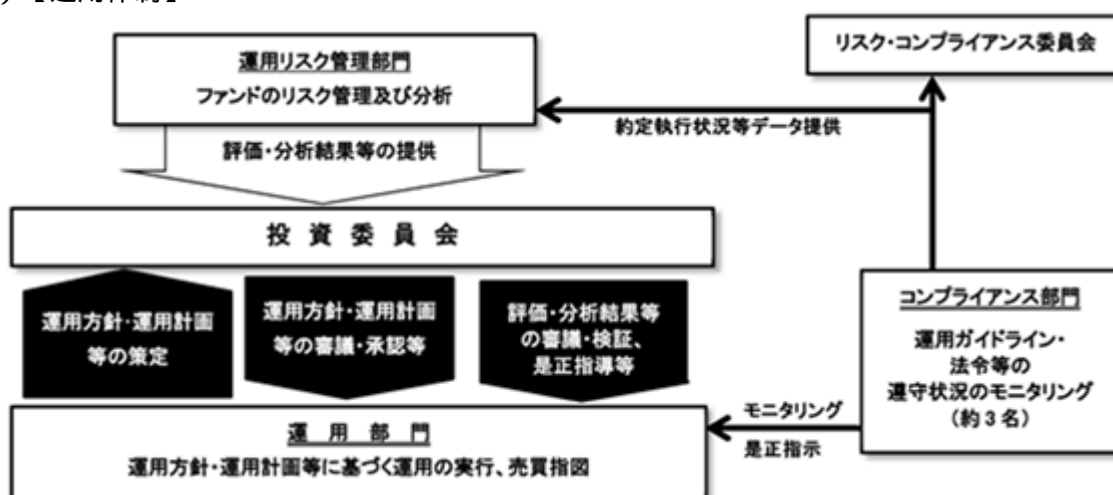 リスク・コンプライアンス委員会
運用リスク管理部門
ファンドのリスク管理及び分析
約定執行状況等データ提供
評価・分析結果等の提供
投資委員会
運用方針・運用計画
等の策定
運用方針・運用計画
等の審議・承認等
評価・分析結果等
の審議・検証、
是正指導等
コンプライアンス部門
運用ガイドライン・
法令等の
遵守状況のモニタリング
(約3名)
モニタリング
是正指示
運用部門
運用方針・運用計画等に基づく運用の実行、売買指図